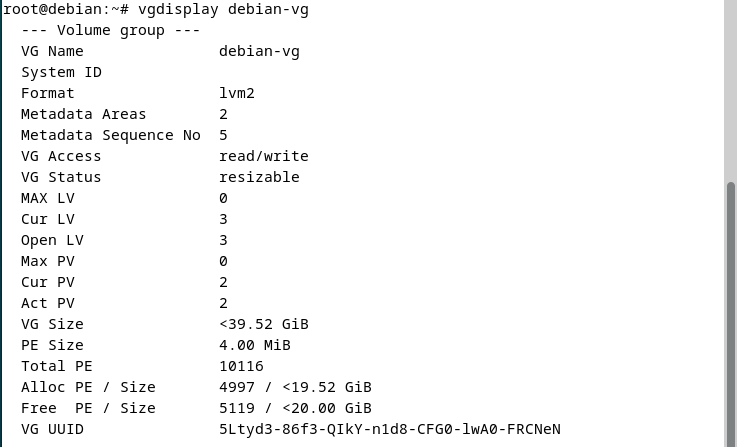 root@debian:~# vgdisplay debian-vg
  --- Volume group ---
  VG Name               debian-vg
  System ID
  Format                lvm2
  Metadata Areas        2
  Metadata Sequence No  5
  VG Access             read/write
  VG Status             resizable
  MAX LV                0
  Cur LV                3
  Open LV               3
  Max PV                0
  Cur PV                2
  Act PV                2
  VG Size               <39.52 GiB
  PE Size               4.00 MiB
  Total PE              10116
  Alloc PE / Size       4997 / <19.52 GiB
  Free  PE / Size       5119 / <20.00 GiB
  VG UUID               5Ltyd3-86f3-QIkY-n1d8-CFG0-lwA0-FRCNeN